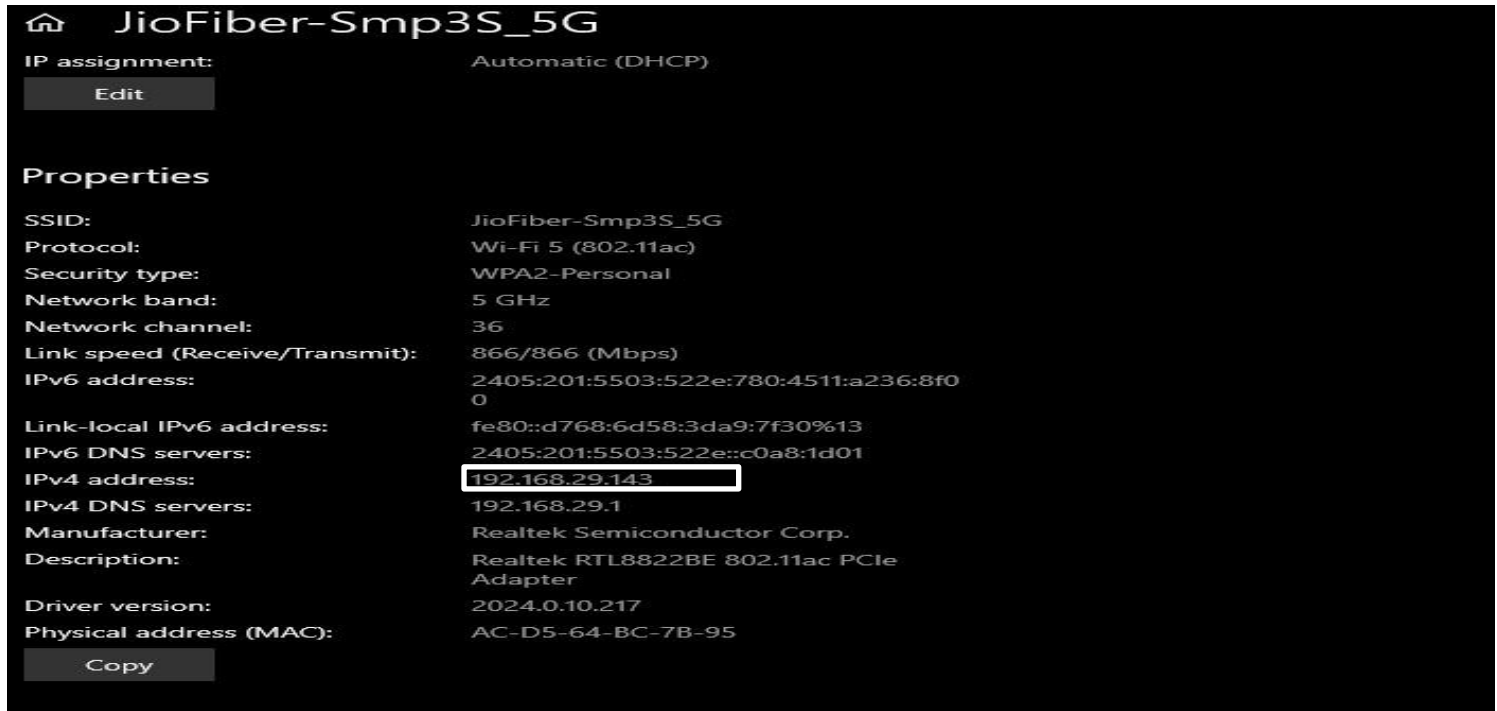 JioFiber-Smp3S_5G
IP assignment: Automatic (DHCP)
Edit
Properties
SSID: JioFiber-Smp3S_5G
Protocol: Wi-Fi 5 (802.11ac)
Security type: WPA2-Personal
Network band: 5 GHz
Network channel: 36
Link speed (Receive/Transmit): 866/866 (Mbps)
IPv6 address: 2405:201:5503:522e:780:4511:a236:8f0
0
Link-local IPv6 address: fe80::d768:6d58:3da9:7f30%13
IPv6 DNS servers: 2405:201:5503:522e::c0a8:1d01
IPv4 address: 192.168.29.143
IPv4 DNS servers: 192.168.29.1
Manufacturer: Realtek Semiconductor Corp.
Description: Realtek RTL8822BE 802.11ac PCIe
Adapter
Driver version: 2024.0.10.217
Physical address (MAC): AC-D5-64-BC-7B-95
Copy